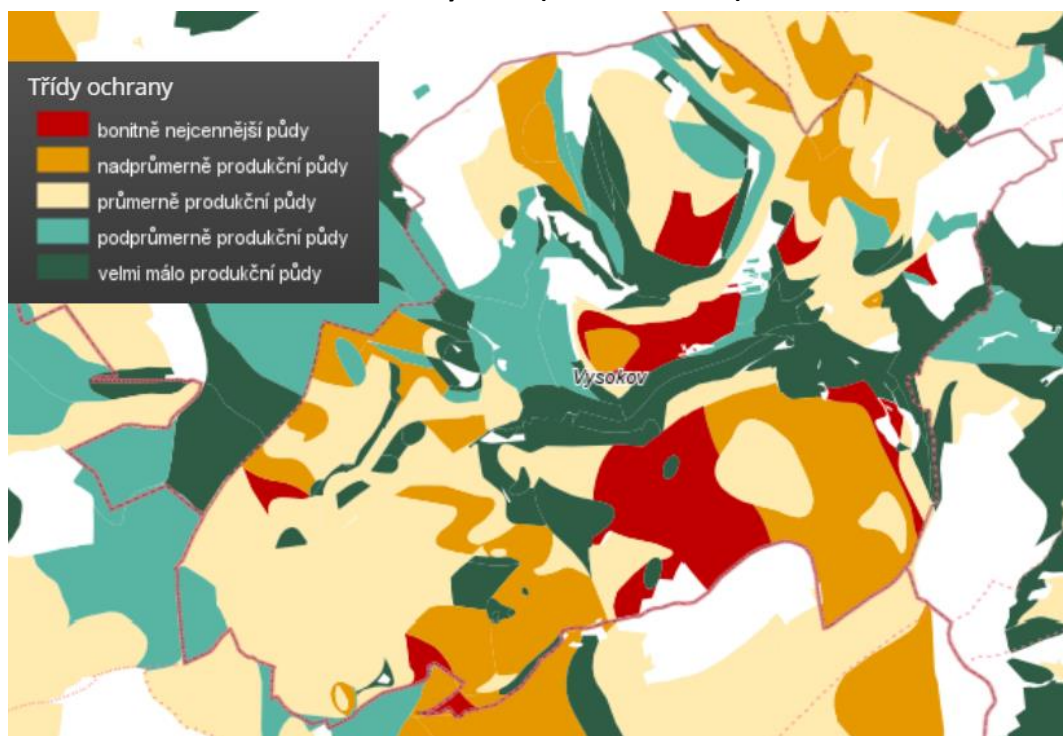 Třídy ochrany
bonitně nejcennější půdy
nadprůmerně produkční půdy
průmerně produkční půdy
podprůmerně produkční půdy
velmi málo produkční půdy
Vysokov